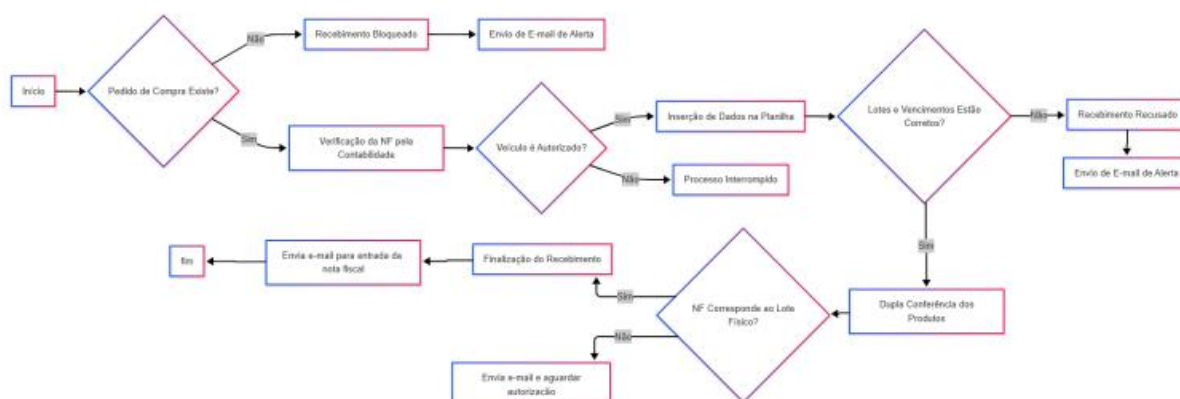 Início
Pedido de Compra Existe?
Não
Recebimento Bloqueado
Envio de E-mail de Alerta
Sim
Verificação da NF pela
Contabilidade
Veículo é Autorizado?
Sim
Inserção de Dados na Planilha
Não
Processo Interrompido
Lotes e Vencimentos Estão
Corretos?
Não
Recebimento Recusado
Envio de E-mail de Alerta
Sim
Dupla Conferência dos
Produtos
NF Corresponde ao Lote
Físico?
Sim
Finalização do Recebimento
Envia e-mail para entrada da
nota fiscal
fim
Não
Envia e-mail e aguardar
autorização